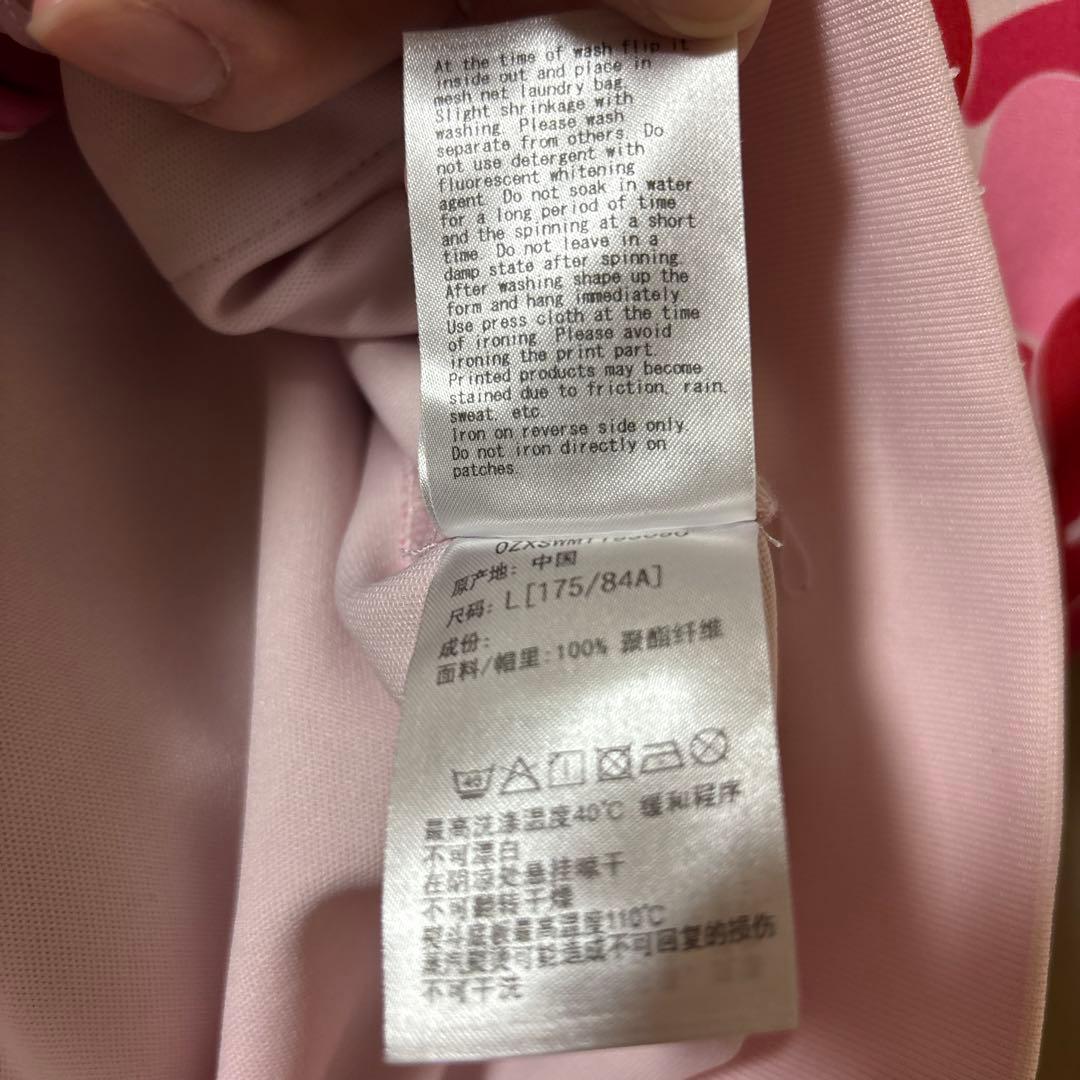 At the time of wash flip it
inside out and place in
mesh net laundry bag.
Slight shrinkage with
washing. Please wash
separate from others. Do
not use detergent with
fluorescent whitening
agent. Do not soak in water
for a long period of time
and the spinning at a short
time. Do not leave in a
damp state after spinning.
After washing shape up the
form and hang immediately.
Use press cloth at the time
of ironing. Please avoid
ironing the print part.
Printed products may become
stained due to friction, rain,
sweat, etc
Iron on reverse side only.
Do not iron directly on
patches.
原产地: 中国
尺码: L[175/84A]
成份:
面料/帽里:100% 聚酯纤维
40
最高洗涤温度40℃ 缓和程序
不可漂白
在阴凉处悬挂晾干
不可翻转干燥
熨斗底板最高温度110℃
蒸汽熨烫可能造成不可回复的损伤
不可干洗